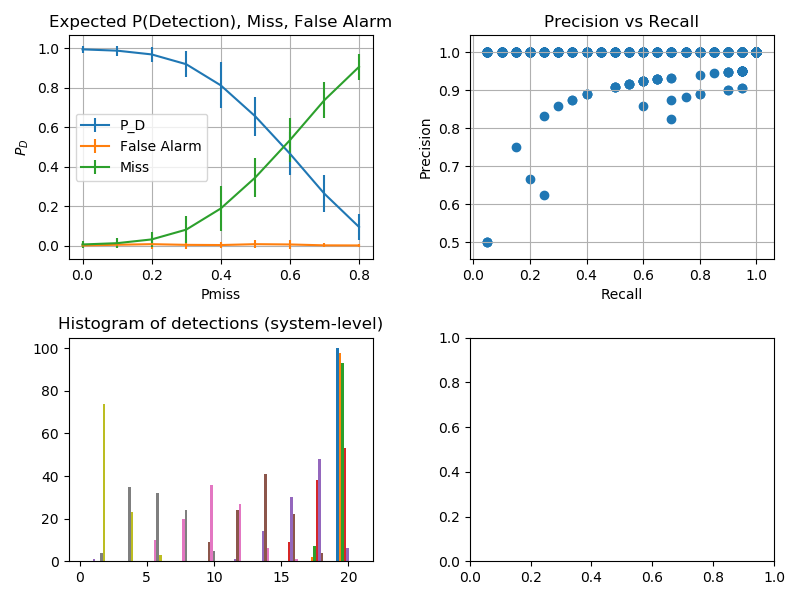 Expected P(Detection), Miss, False Alarm
1.0
0.8
0.6
0.4
0.2
0.0
P_D
P_D
False Alarm
Miss
0.0 0.2 0.4 0.6 0.8
Pmiss
Precision vs Recall
1.0
0.9
0.8
0.7
0.6
0.5
Precision
0.0 0.2 0.4 0.6 0.8 1.0
Recall
Histogram of detections (system-level)
100
80
60
40
20
0
0 5 10 15 20
1.0
0.8
0.6
0.4
0.2
0.0
0.0 0.2 0.4 0.6 0.8 1.0